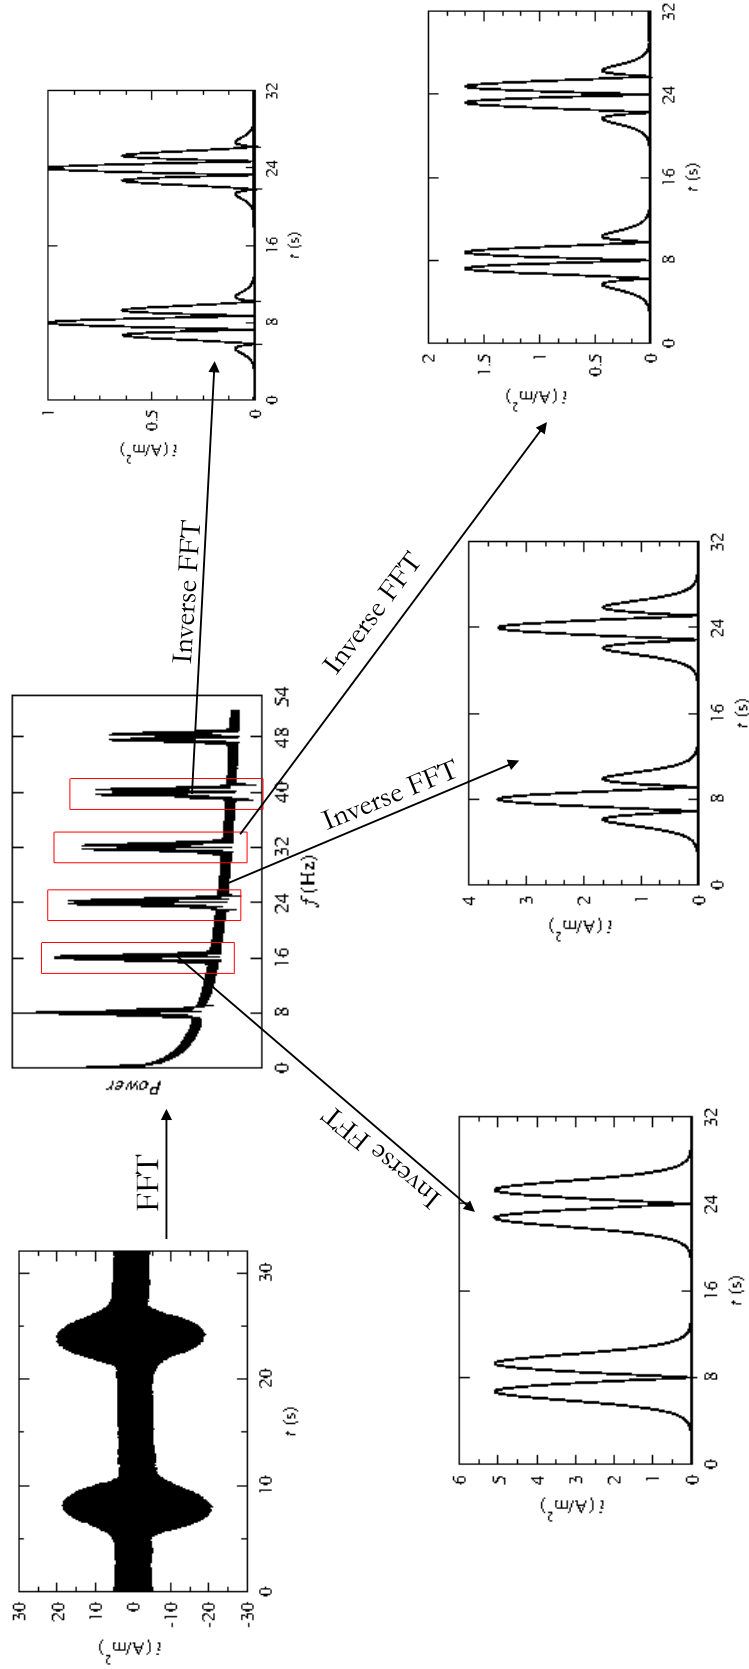 30
20
10
0
-10
-20
-30
i (A/m²)
0 10 20 30
t (s)
FFT
Power
0 8 16 24 32 40 48 54
f (Hz)
Inverse FFT
1
0.5
0
i (A/m²)
0 8 16 24 32
t (s)
Inverse FFT
Inverse FFT
Inverse FFT
6
5
4
3
2
1
0
i (A/m²)
0 8 16 24 32
t (s)
4
3
2
1
0
i (A/m²)
0 8 16 24 32
t (s)
2
1.5
1
0.5
0
i (A/m²)
0 8 16 24 32
t (s)